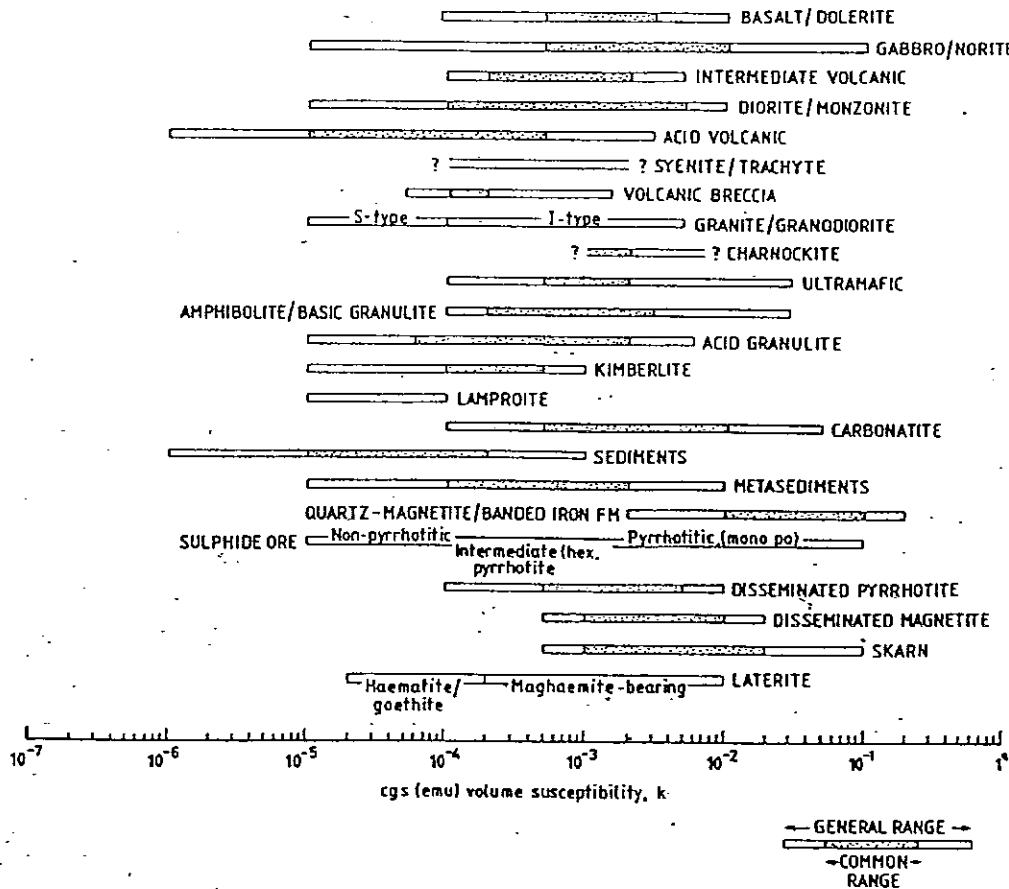 BASALT/DOLERITE
GABBRO/NORITE
INTERMEDIATE VOLCANIC
DIORITE/MONZONITE
ACID VOLCANIC
? ? SYENITE/TRACHYTE
VOLCANIC BRECCIA
S-type I-type GRANITE/GRANODIORITE
? ? CHARNOCKITE
ULTRAMAFIC
AMPHIBOLITE/BASIC GRANULITE
ACID GRANULITE
KIMBERLITE
LAMPROITE
CARBONATITE
SEDIMENTS
METASEDIMENTS
QUARTZ-MAGNETITE/BANDED IRON FM
SULPHIDE ORE Non-pyrrhotitic Pyrrhotitic (mono po)
Intermediate (hex.
pyrrhotite
DISSEMINATED PYRRHOTITE
DISSEMINATED MAGNETITE
SKARN
Haematite/ Maghaemite-bearing LATERITE
goethite
10⁻⁷ 10⁻⁶ 10⁻⁵ 10⁻⁴ 10⁻³ 10⁻² 10⁻¹ 1
cgs (emu) volume susceptibility, k
GENERAL RANGE
COMMON
RANGE